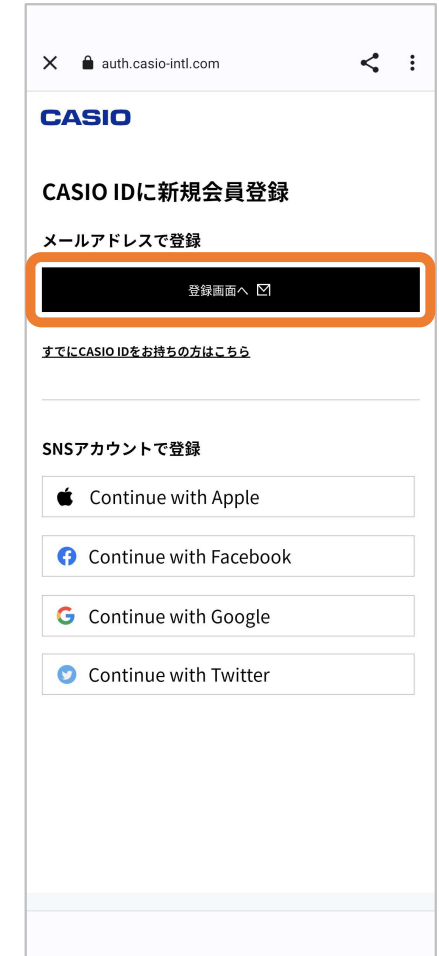 auth.casio-intl.com
CASIO
CASIO IDに新規会員登録
メールアドレスで登録
登録画面へ
すでにCASIO IDをお持ちの方はこちら
SNSアカウントで登録
Continue with Apple
Continue with Facebook
Continue with Google
Continue with Twitter